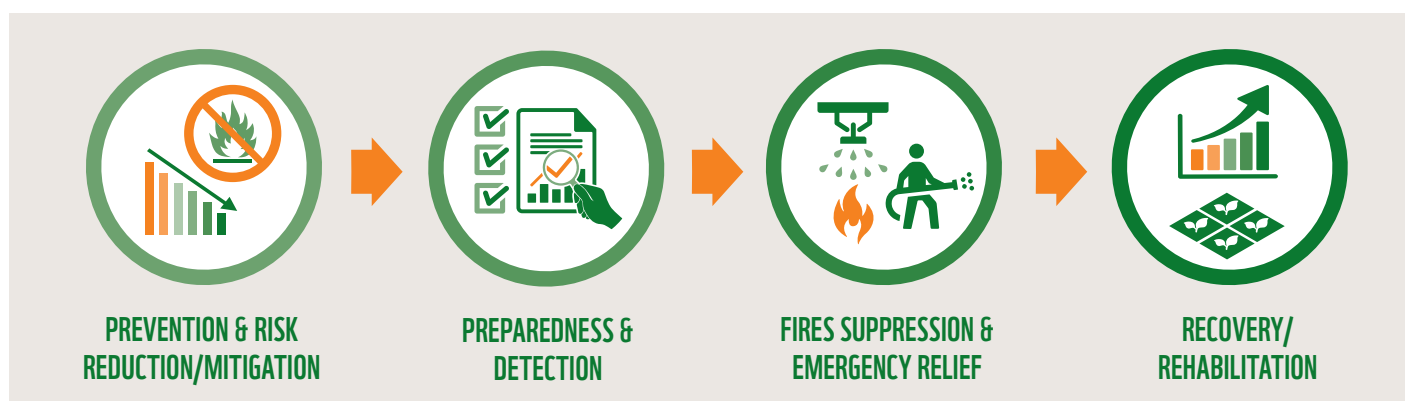 PREVENTION & RISK
REDUCTION/MITIGATION
PREPAREDNESS &
DETECTION
FIRES SUPPRESSION &
EMERGENCY RELIEF
RECOVERY/
REHABILITATION